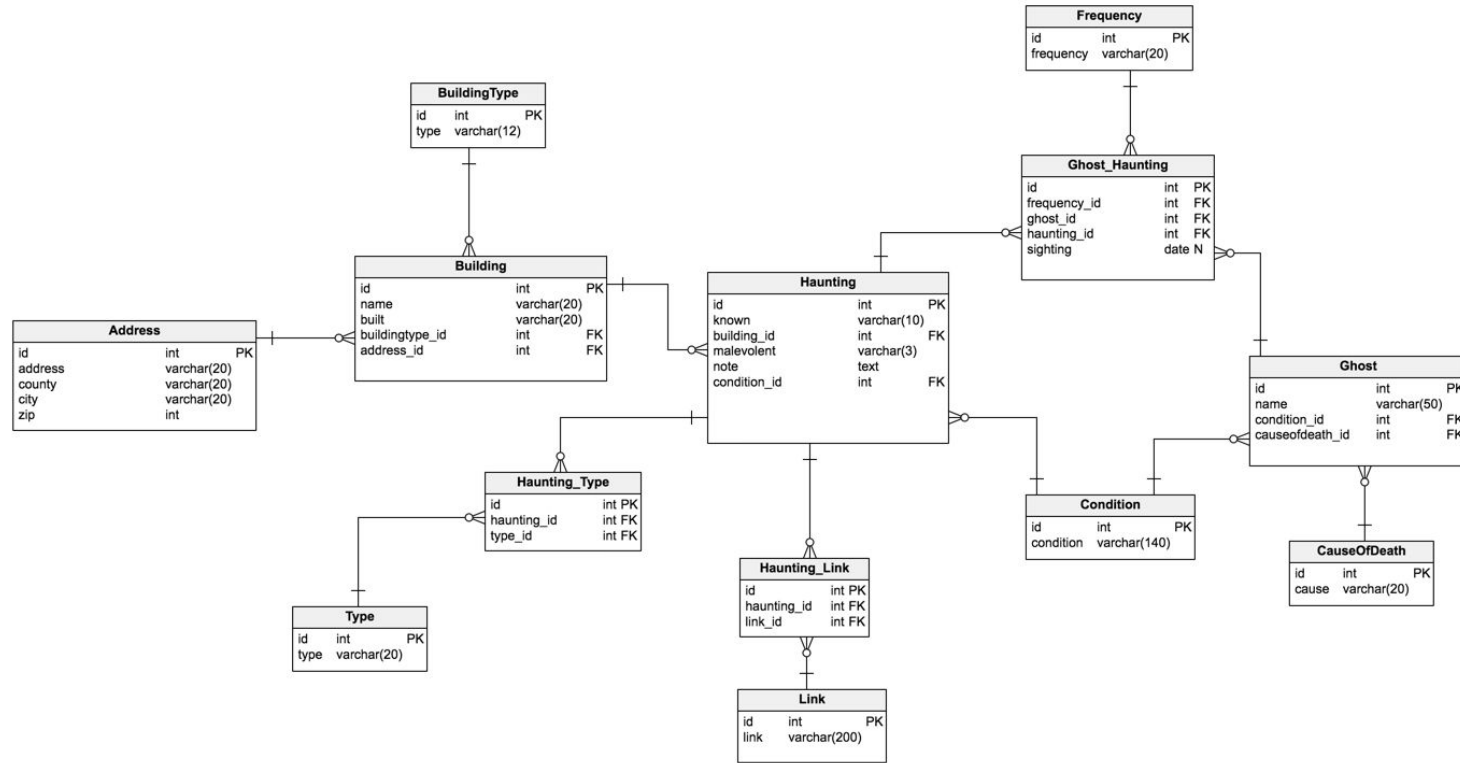 Frequency
id int PK
frequency varchar(20)
BuildingType
id int PK
type varchar(12)
Ghost_Haunting
id int PK
frequency_id int FK
ghost_id int FK
haunting_id int FK
sighting date N
Building
id int PK
name varchar(20)
built varchar(20)
buildingtype_id int FK
address_id int FK
Haunting
id int PK
known varchar(10)
building_id int FK
malevolent varchar(3)
note text
condition_id int FK
Address
id int PK
address varchar(20)
county varchar(20)
city varchar(20)
zip int
Ghost
id int PK
name varchar(50)
condition_id int FK
causeofdeath_id int FK
Haunting_Type
id int PK
haunting_id int FK
type_id int FK
Condition
id int PK
condition varchar(140)
CauseOfDeath
id int PK
cause varchar(20)
Haunting_Link
id int PK
haunting_id int FK
link_id int FK
Type
id int PK
type varchar(20)
Link
id int PK
link varchar(200)